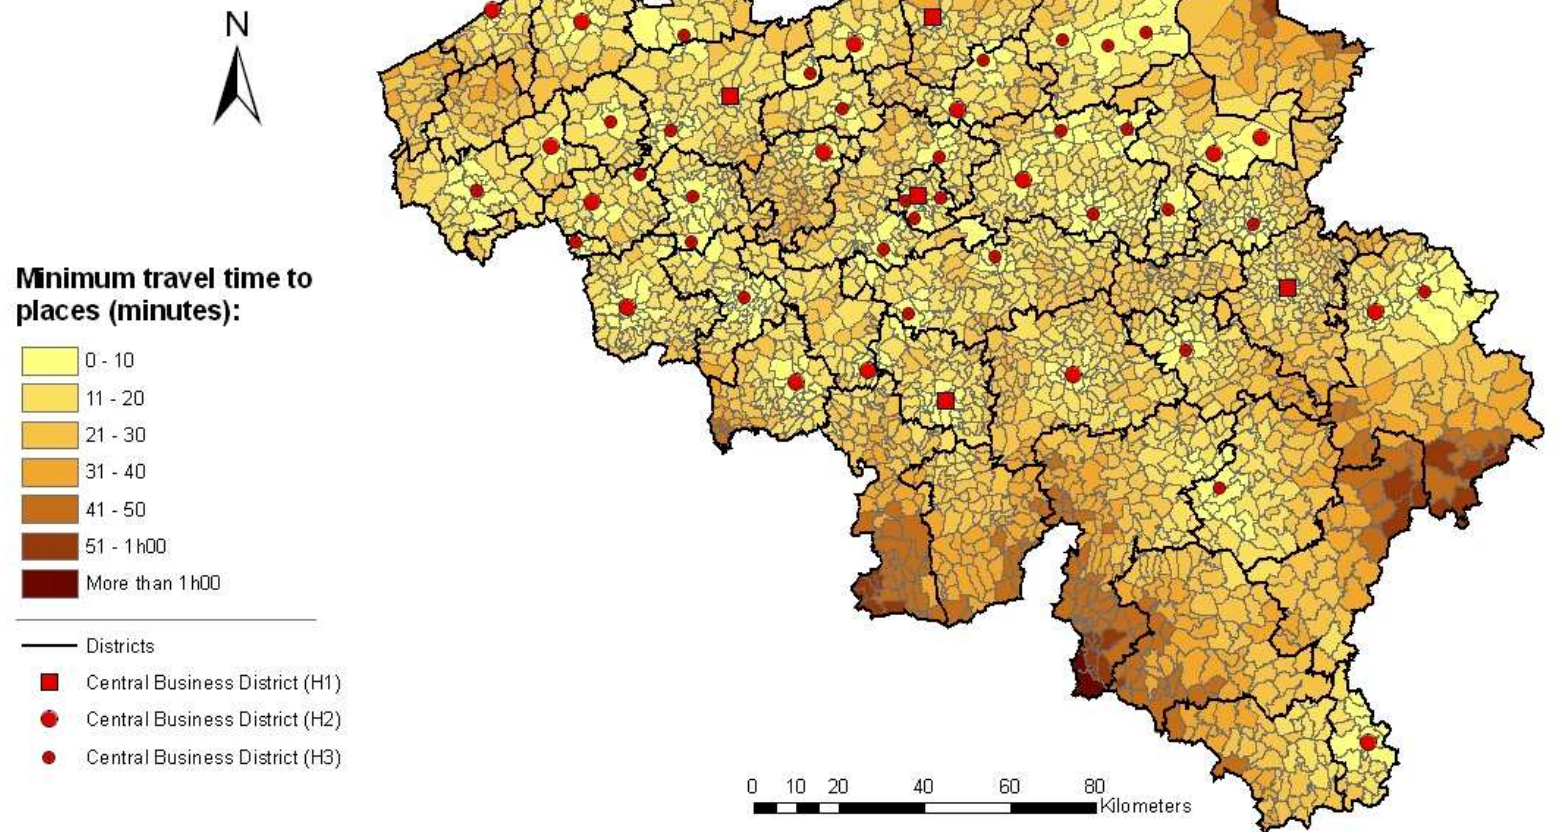 N
Minimum travel time to
places (minutes):
0 - 10
11 - 20
21 - 30
31 - 40
41 - 50
51 - 1h00
More than 1h00
Districts
Central Business District (H1)
Central Business District (H2)
Central Business District (H3)
0 10 20 40 60 80
Kilometers